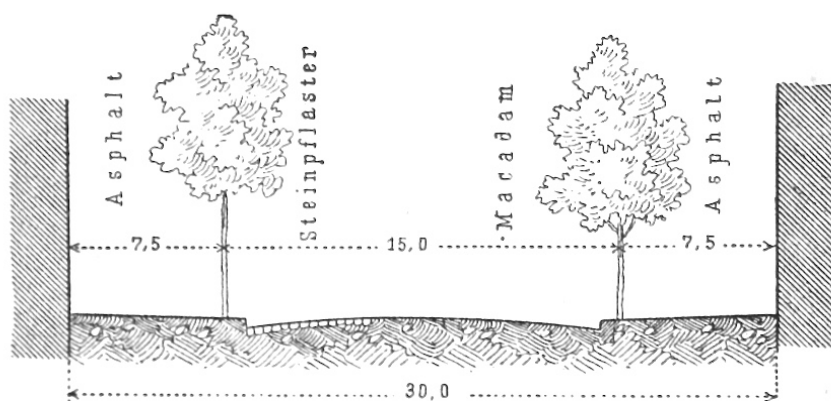 Asphalt
Steinpflaster
Macadam
Asphalt
7,5
15,0
7,5
30,0